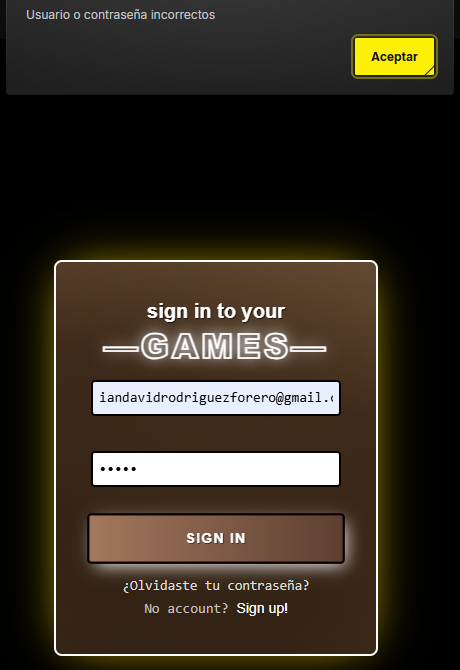 Usuario o contraseña incorrectos
Aceptar
sign in to your
—GAMES—
iandavidrodriguezforero@gmail.c
•••••
SIGN IN
¿Olvidaste tu contraseña?
No account? Sign up!